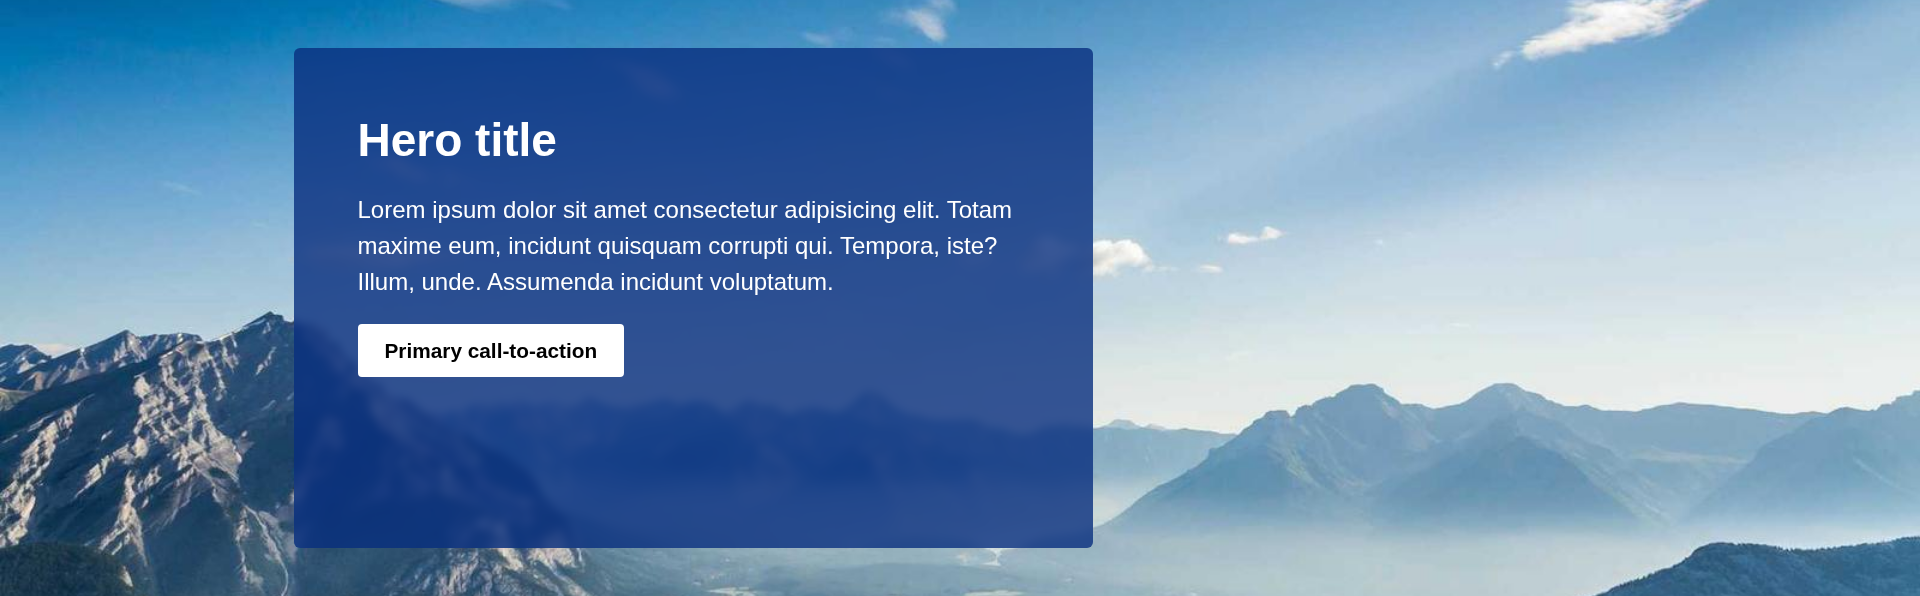 Hero title
Lorem ipsum dolor sit amet consectetur adipisicing elit. Totam
maxime eum, incidunt quisquam corrupti qui. Tempora, iste?
Illum, unde. Assumenda incidunt voluptatum.
Primary call-to-action